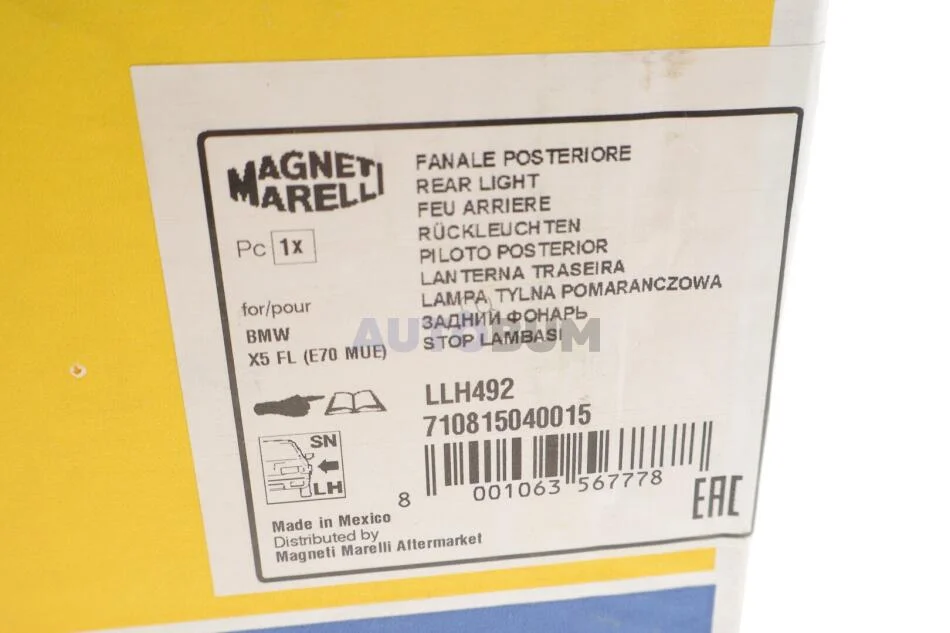 MAGNETI
MARELLI
Pc 1x
for/pour
BMW
X5 FL (E70 MUE)
FANALE POSTERIORE
REAR LIGHT
FEU ARRIERE
RÜCKLEUCHTEN
PILOTO POSTERIOR
LANTERNA TRASEIRA
LAMPA TYLNA POMARANCZOWA
ЗАДНИЙ ФОНАРЬ
STOP LAMBASI
AUTOBUM
LLH492
710815040015
SN
LH
8 001063 567778
EAC
Made in Mexico
Distributed by
Magneti Marelli Aftermarket